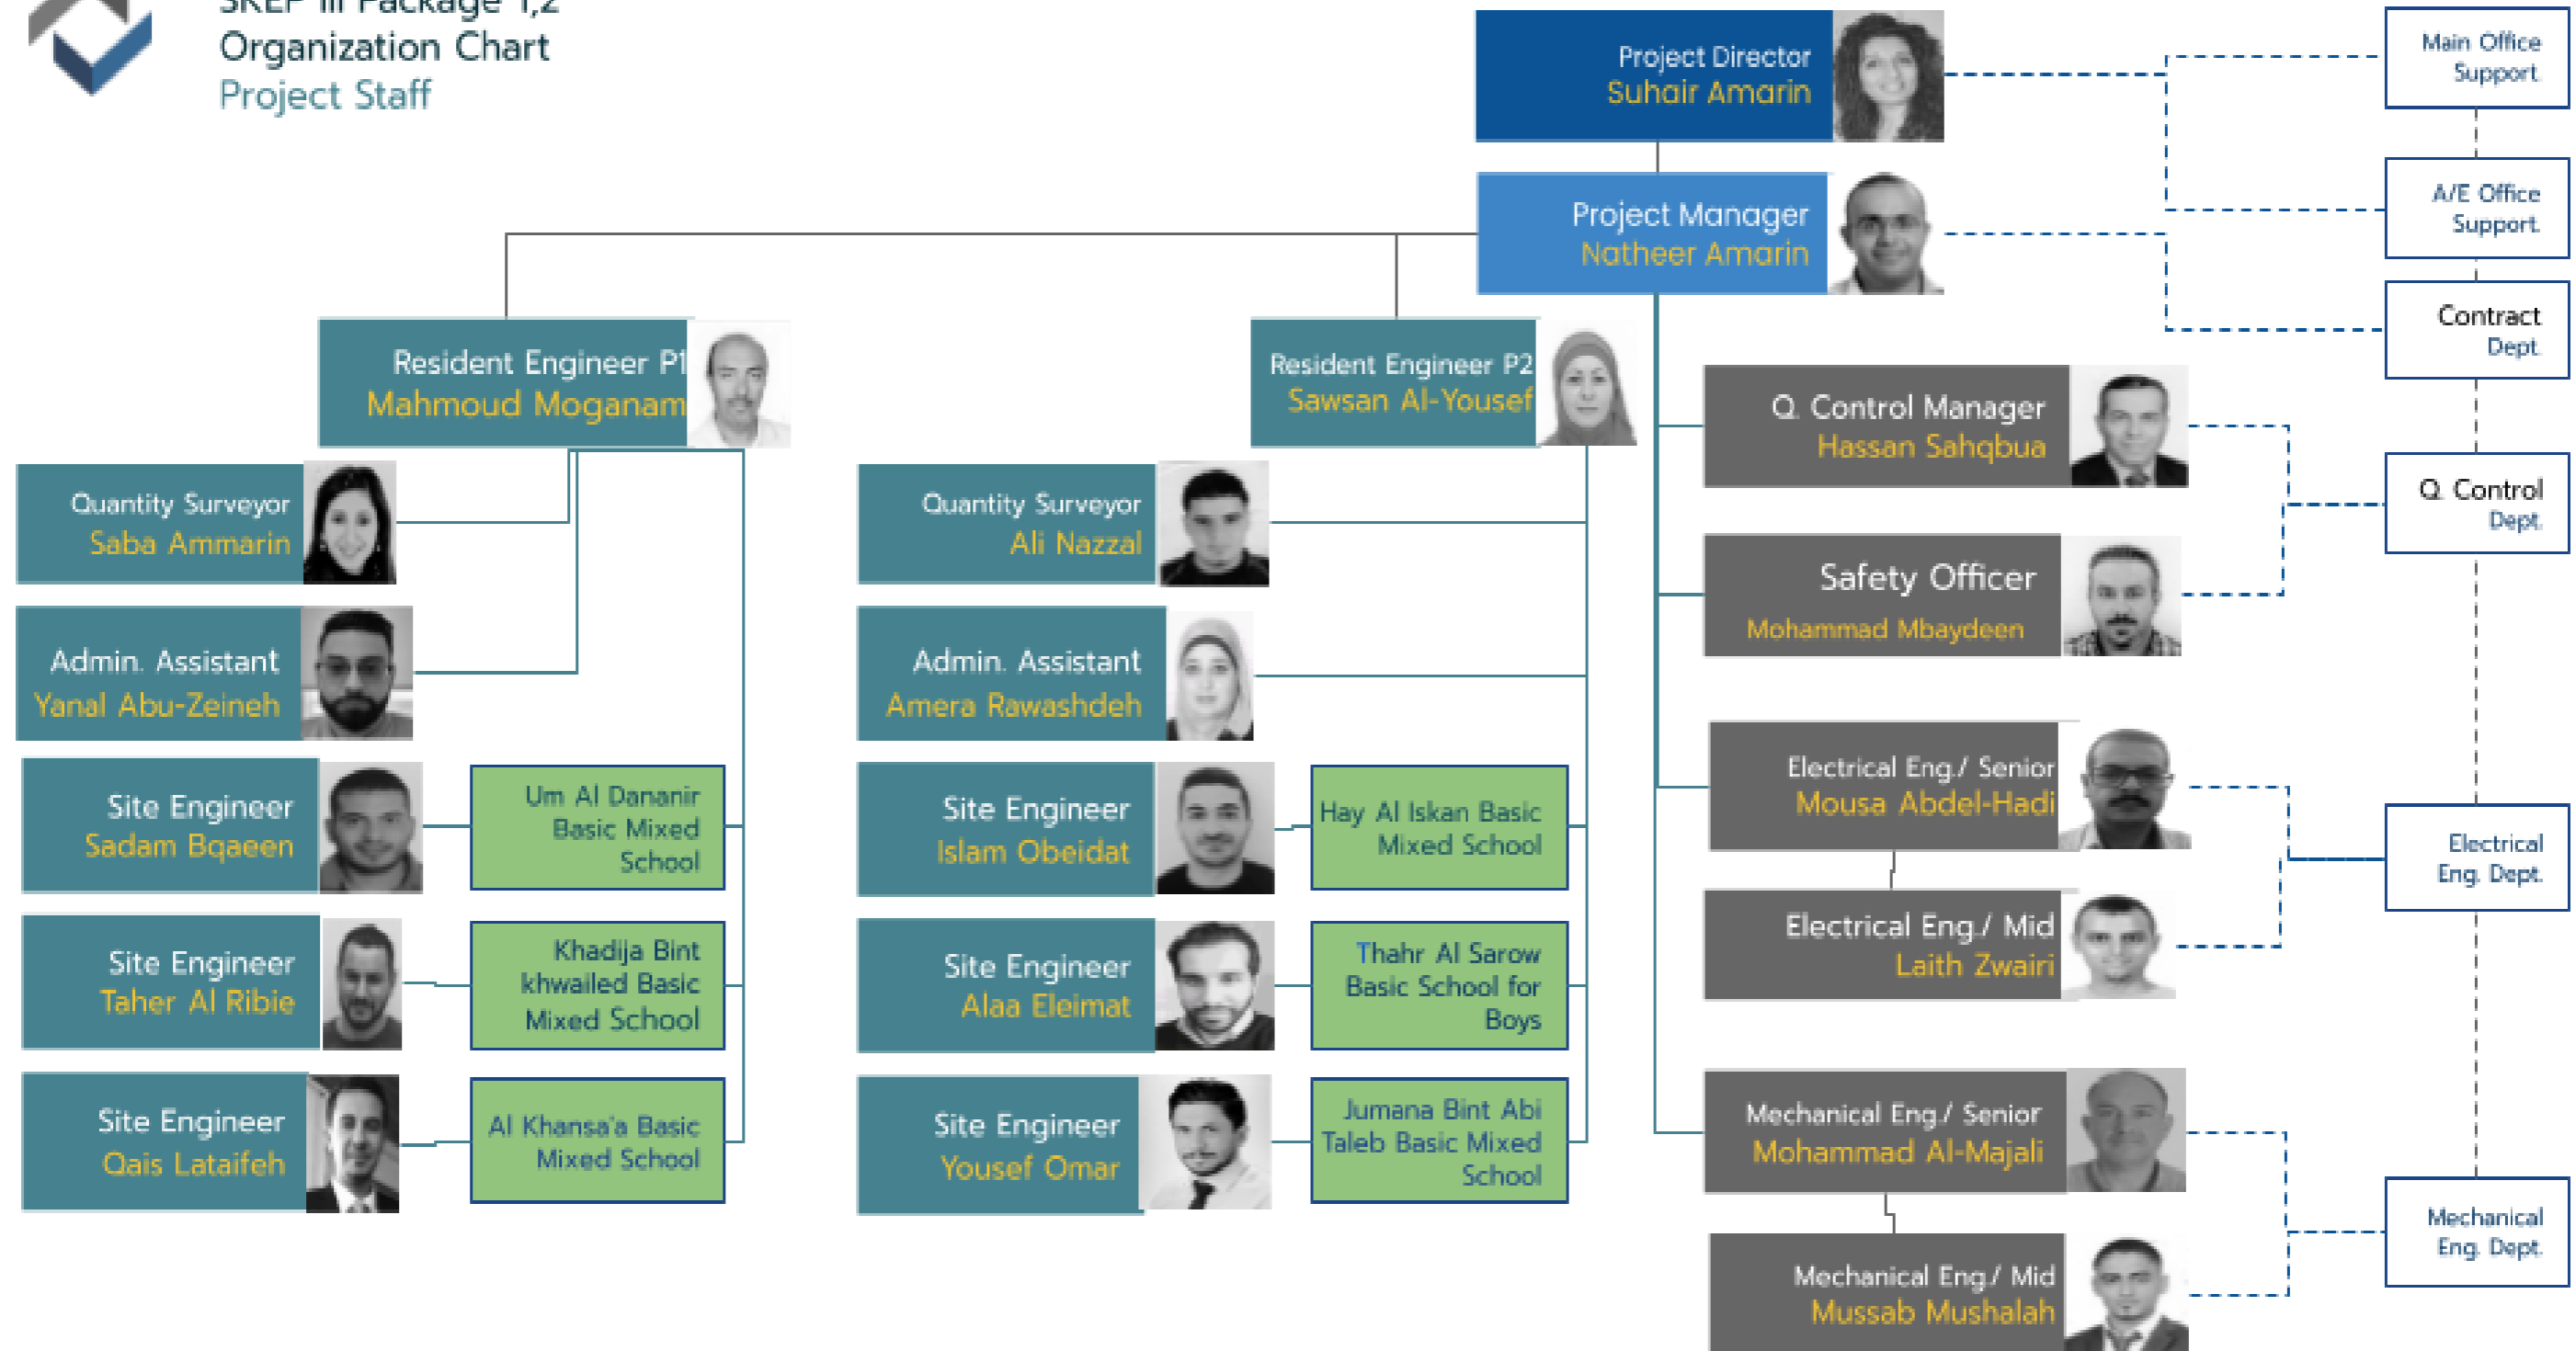 SKEP III Package 1,2
Organization Chart
Project Staff
Project Director
Suhair Amarin
Project Manager
Natheer Amarin
Main Office
Support.
A/E Office
Support.
Contract
Dept.
Resident Engineer P1
Mahmoud Moganam
Quantity Surveyor
Saba Ammarin
Admin. Assistant
Yanal Abu-Zeineh
Site Engineer
Sadam Bqaeen
Um Al Dananir
Basic Mixed
School
Site Engineer
Taher Al Ribie
Khadija Bint
khwailed Basic
Mixed School
Site Engineer
Qais Lataifeh
Al Khansa'a Basic
Mixed School
Resident Engineer P2
Sawsan Al-Yousef
Quantity Surveyor
Ali Nazzal
Admin. Assistant
Amera Rawashdeh
Site Engineer
Islam Obeidat
Hay Al Iskan Basic
Mixed School
Site Engineer
Alaa Eleimat
Thahr Al Sarow
Basic School for
Boys
Site Engineer
Yousef Omar
Jumana Bint Abi
Taleb Basic Mixed
School
Q. Control Manager
Hassan Sahqbua
Safety Officer
Mohammad Mbaydeen
Q. Control
Dept.
Electrical Eng./ Senior
Mousa Abdel-Hadi
Electrical Eng./ Mid
Laith Zwairi
Electrical
Eng. Dept.
Mechanical Eng./ Senior
Mohammad Al-Majali
Mechanical Eng./ Mid
Mussab Mushalah
Mechanical
Eng. Dept.